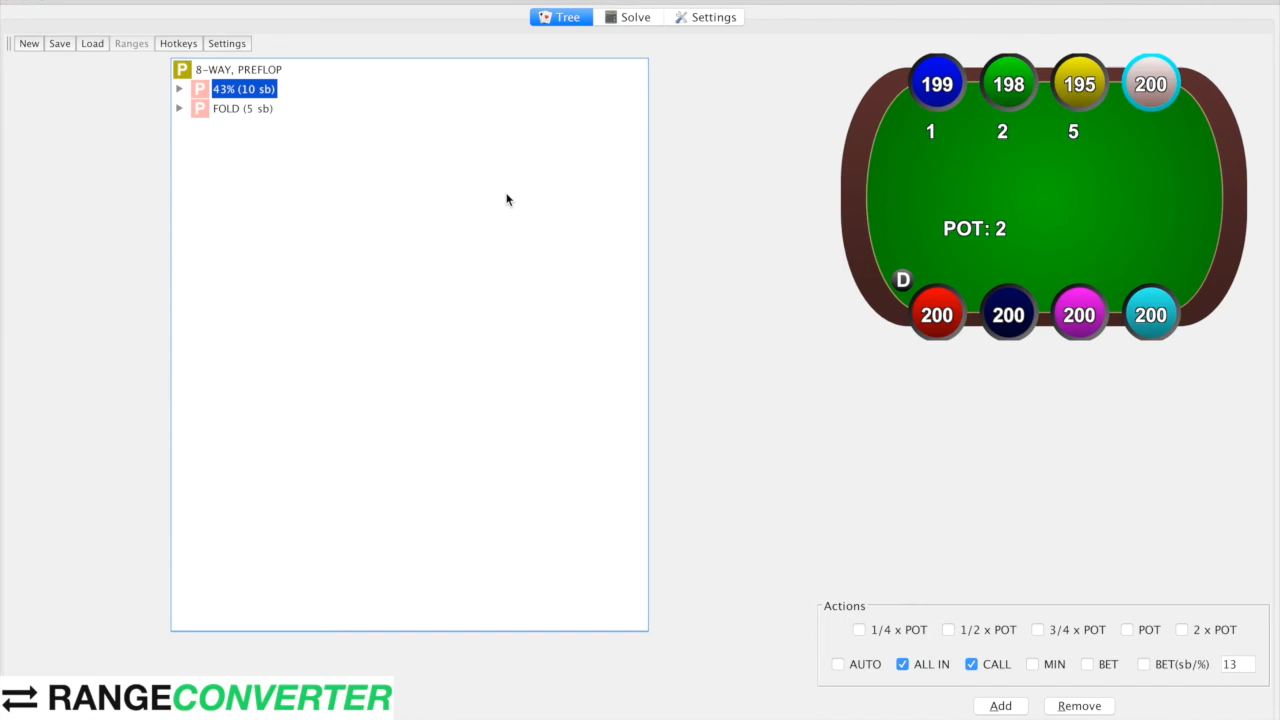 Tree Solve Settings
New Save Load Ranges Hotkeys Settings
P 8-WAY, PREFLOP
P 43% (10 sb)
P FOLD (5 sb)
199 198 195 200
1 2 5
POT: 2
D
200 200 200 200
Actions
1/4 x POT 1/2 x POT 3/4 x POT POT 2 x POT
AUTO ALL IN CALL MIN BET BET(sb/%) 13
Add Remove
RANGECONVERTER